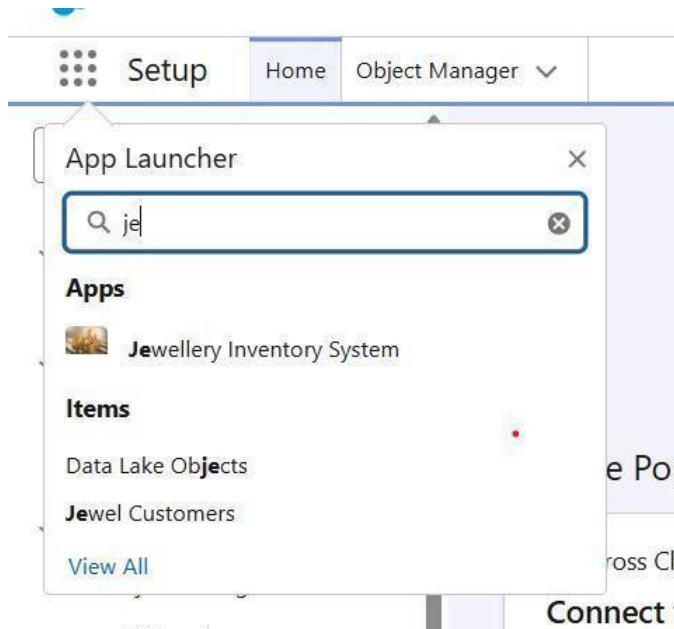 Setup Home Object Manager
App Launcher
je
Apps
Jewellery Inventory System
Items
Data Lake Objects
Jewel Customers
View All
e Po
ross Cl
Connect